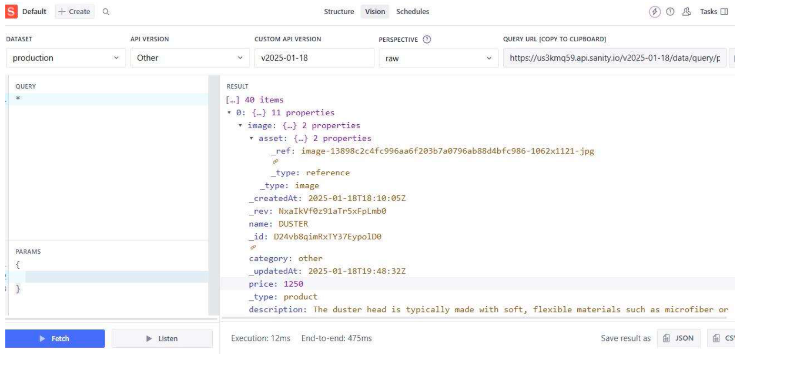 S Default + Create Structure Vision Schedules Tasks
DATASET API VERSION CUSTOM API VERSION PERSPECTIVE QUERY URL [COPY TO CLIPBOARD]
production Other v2025-01-18 raw https://us3kmq59.api.sanity.io/v2025-01-18/data/query/p
QUERY
*
PARAMS
{
}
Fetch Listen
RESULT
[…] 40 items
0: {…} 11 properties
image: {…} 2 properties
asset: {…} 2 properties
_ref: image-13898c2c4fc996aa6f203b7a0796ab88d4bfc986-1062x1121-jpg
_type: reference
_type: image
_createdAt: 2025-01-18T18:10:05Z
_rev: NxaIkVf0z91aTr5xFpLmb0
name: DUSTER
_id: D24vb8qimRxTY37EypolD0
category: other
_updatedAt: 2025-01-18T19:48:32Z
price: 1250
_type: product
description: The duster head is typically made with soft, flexible materials such as microfiber or
Execution: 12ms End-to-end: 475ms Save result as JSON CSV